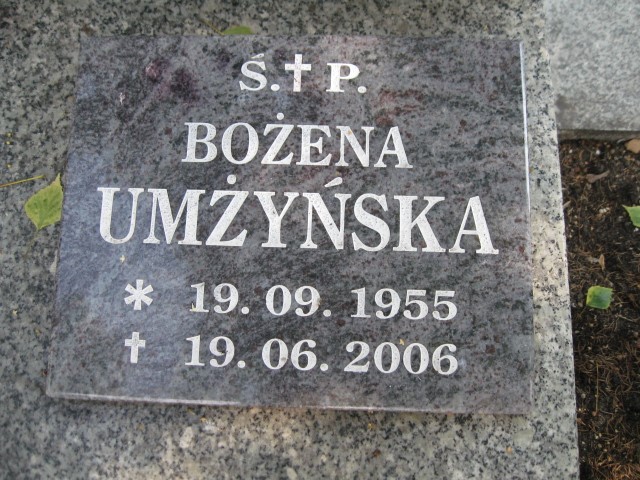 Ś. ✝ P.
BOŻENA
UMŻYŃSKA
* 19. 09. 1955
✝ 19. 06. 2006